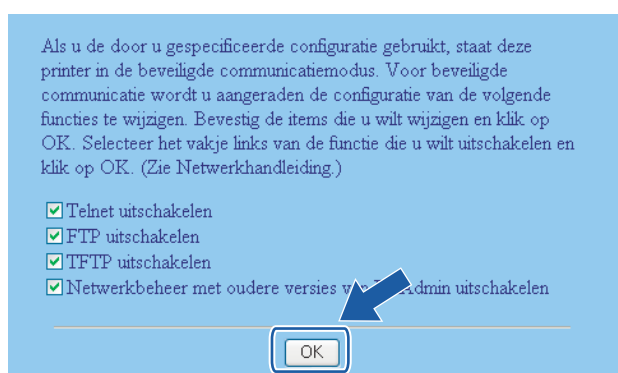 Als u de door u gespecificeerde configuratie gebruikt, staat deze
printer in de beveiligde communicatiemodus. Voor beveiligde
communicatie wordt u aangeraden de configuratie van de volgende
functies te wijzigen. Bevestig de items die u wilt wijzigen en klik op
OK. Selecteer het vakje links van de functie die u wilt uitschakelen en
klik op OK. (Zie Netwerkhandleiding.)
Telnet uitschakelen
FTP uitschakelen
TFTP uitschakelen
Netwerkbeheer met oudere versies uitschakelen
OK